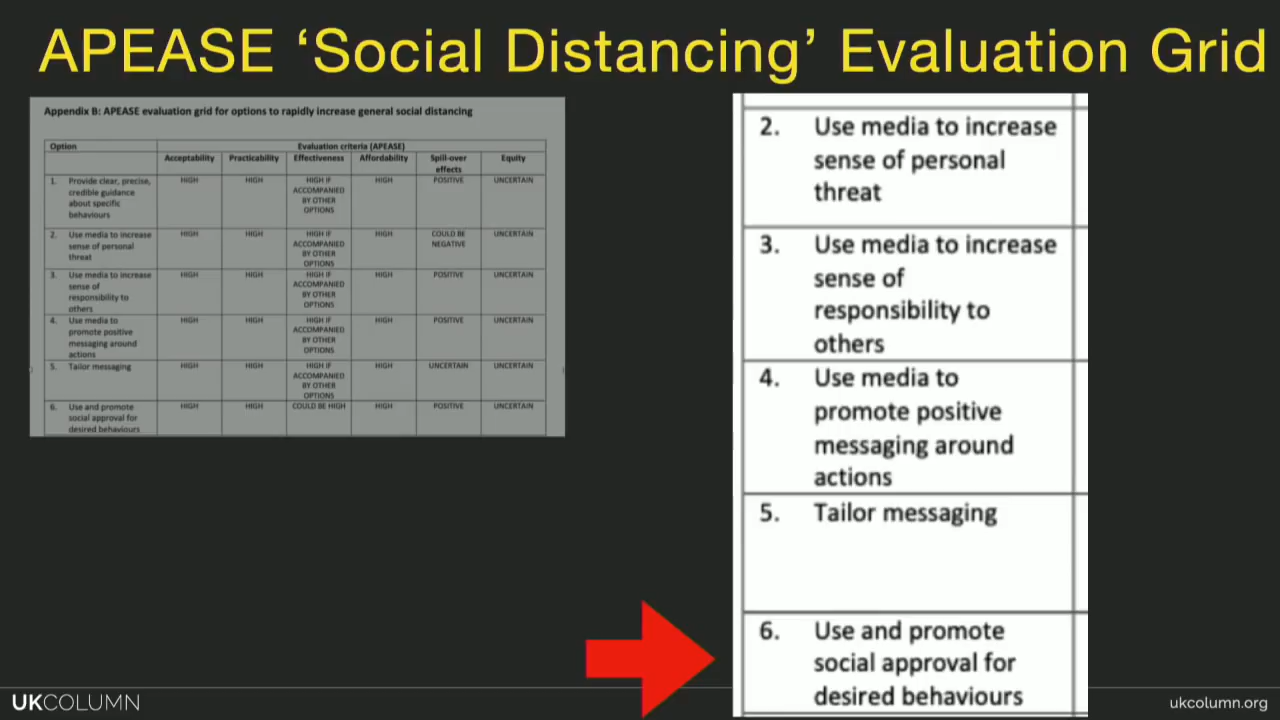 APEASE ‘Social Distancing’ Evaluation Grid
Appendix B: APEASE evaluation grid for options to rapidly increase general social distancing
Option
Evaluation criteria (APEASE)
Acceptability Practicability Effectiveness Affordability Spill-over effects Equity
1. Provide clear, precise,
credible guidance
about specific
behaviours
HIGH HIGH HIGH IF ACCOMPANIED BY OTHER OPTIONS HIGH POSITIVE UNCERTAIN
2. Use media to increase
sense of personal
threat
HIGH HIGH HIGH IF ACCOMPANIED BY OTHER OPTIONS HIGH COULD BE NEGATIVE UNCERTAIN
3. Use media to increase
sense of
responsibility to
others
HIGH HIGH HIGH IF ACCOMPANIED BY OTHER OPTIONS HIGH POSITIVE UNCERTAIN
4. Use media to
promote positive
messaging around
actions
HIGH HIGH HIGH IF ACCOMPANIED BY OTHER OPTIONS HIGH POSITIVE UNCERTAIN
5. Tailor messaging
HIGH HIGH HIGH IF ACCOMPANIED BY OTHER OPTIONS HIGH UNCERTAIN UNCERTAIN
6. Use and promote
social approval for
desired behaviours
HIGH HIGH COULD BE HIGH HIGH POSITIVE UNCERTAIN
2. Use media to increase
sense of personal
threat
3. Use media to increase
sense of
responsibility to
others
4. Use media to
promote positive
messaging around
actions
5. Tailor messaging
6. Use and promote
social approval for
desired behaviours
UKCOLUMN
ukcolumn.org